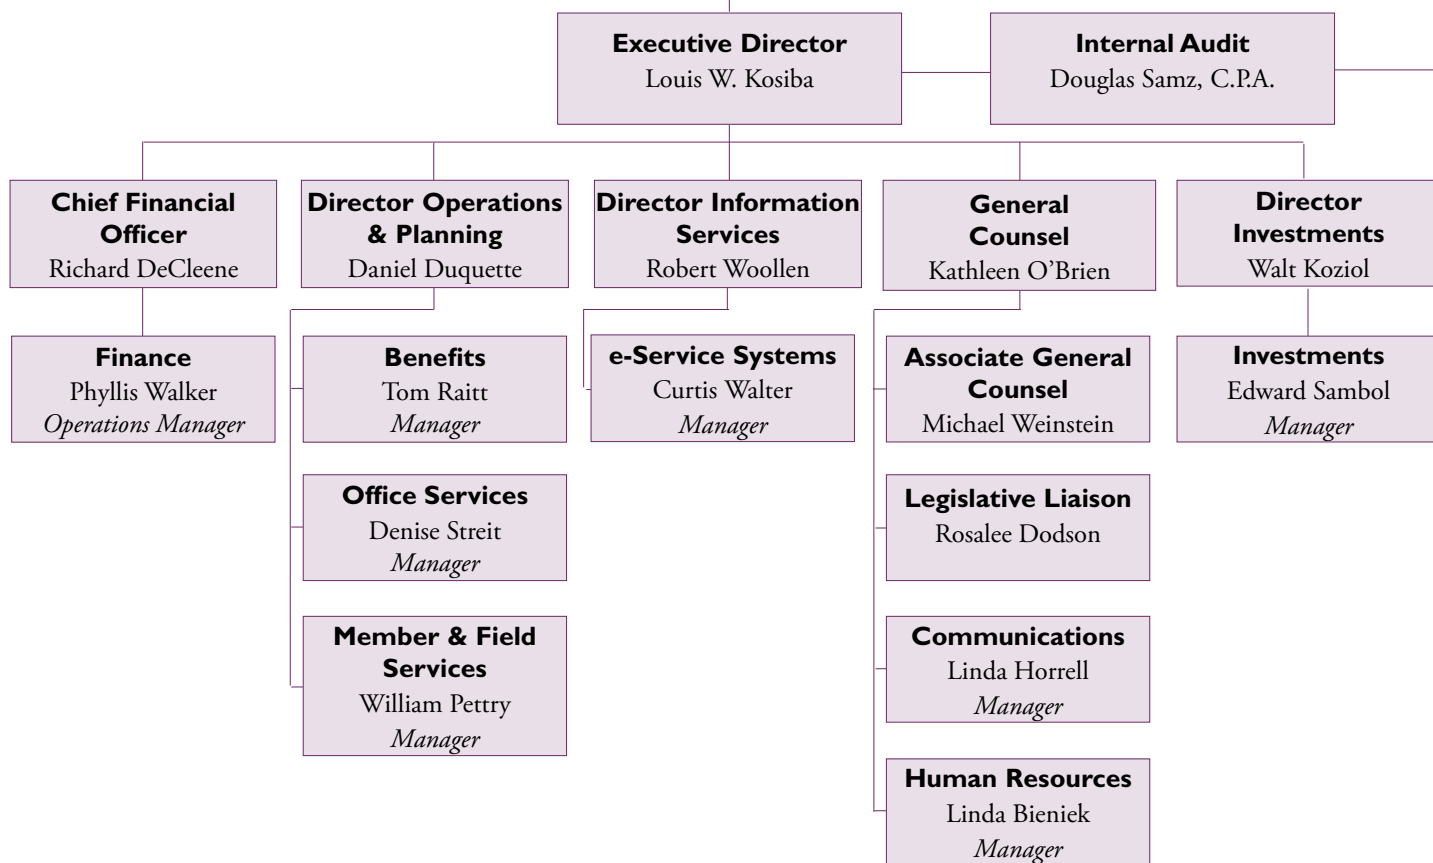 Executive Director
Louis W. Kosiba
Internal Audit
Douglas Samz, C.P.A.
Chief Financial
Officer
Richard DeCleene
Director Operations
& Planning
Daniel Duquette
Director Information
Services
Robert Woollen
General
Counsel
Kathleen O’Brien
Director
Investments
Walt Koziol
Finance
Phyllis Walker
Operations Manager
Benefits
Tom Raitt
Manager
e-Service Systems
Curtis Walter
Manager
Associate General
Counsel
Michael Weinstein
Investments
Edward Sambol
Manager
Office Services
Denise Streit
Manager
Legislative Liaison
Rosalee Dodson
Member & Field
Services
William Pettry
Manager
Communications
Linda Horrell
Manager
Human Resources
Linda Bieniek
Manager